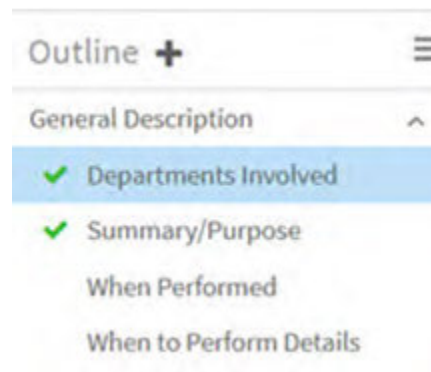 Outline
General Description
Departments Involved
Summary/Purpose
When Performed
When to Perform Details